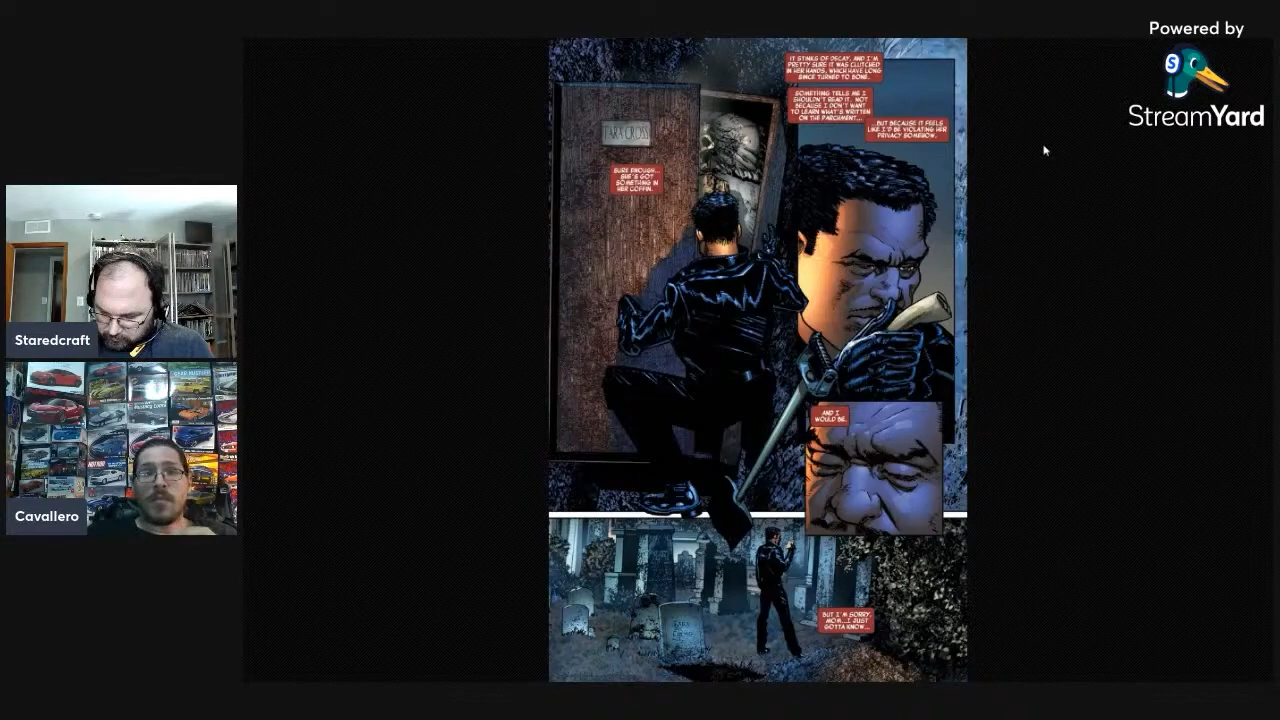 Powered by
StreamYard
Staredcraft
Cavallero
IT STINKS OF DECAY, AND I'M
PRETTY SURE IT WAS CLUTCHED
IN HER HANDS, WHICH HAVE LONG
SINCE TURNED TO BONE.
SOMETHING TELLS ME I
SHOULDN'T READ IT. NOT
BECAUSE I DON'T WANT
TO LEARN WHAT'S WRITTEN
ON THE PARCHMENT...
...BUT BECAUSE IT FEELS
LIKE I'D BE VIOLATING HER
PRIVACY SOMEHOW.
TARA CROSS
SURE ENOUGH...
SHE'S GOT
SOMETHING IN
HER COFFIN.
AND I
WOULD BE.
BUT I'M SORRY,
MOM...I JUST
GOTTA KNOW...